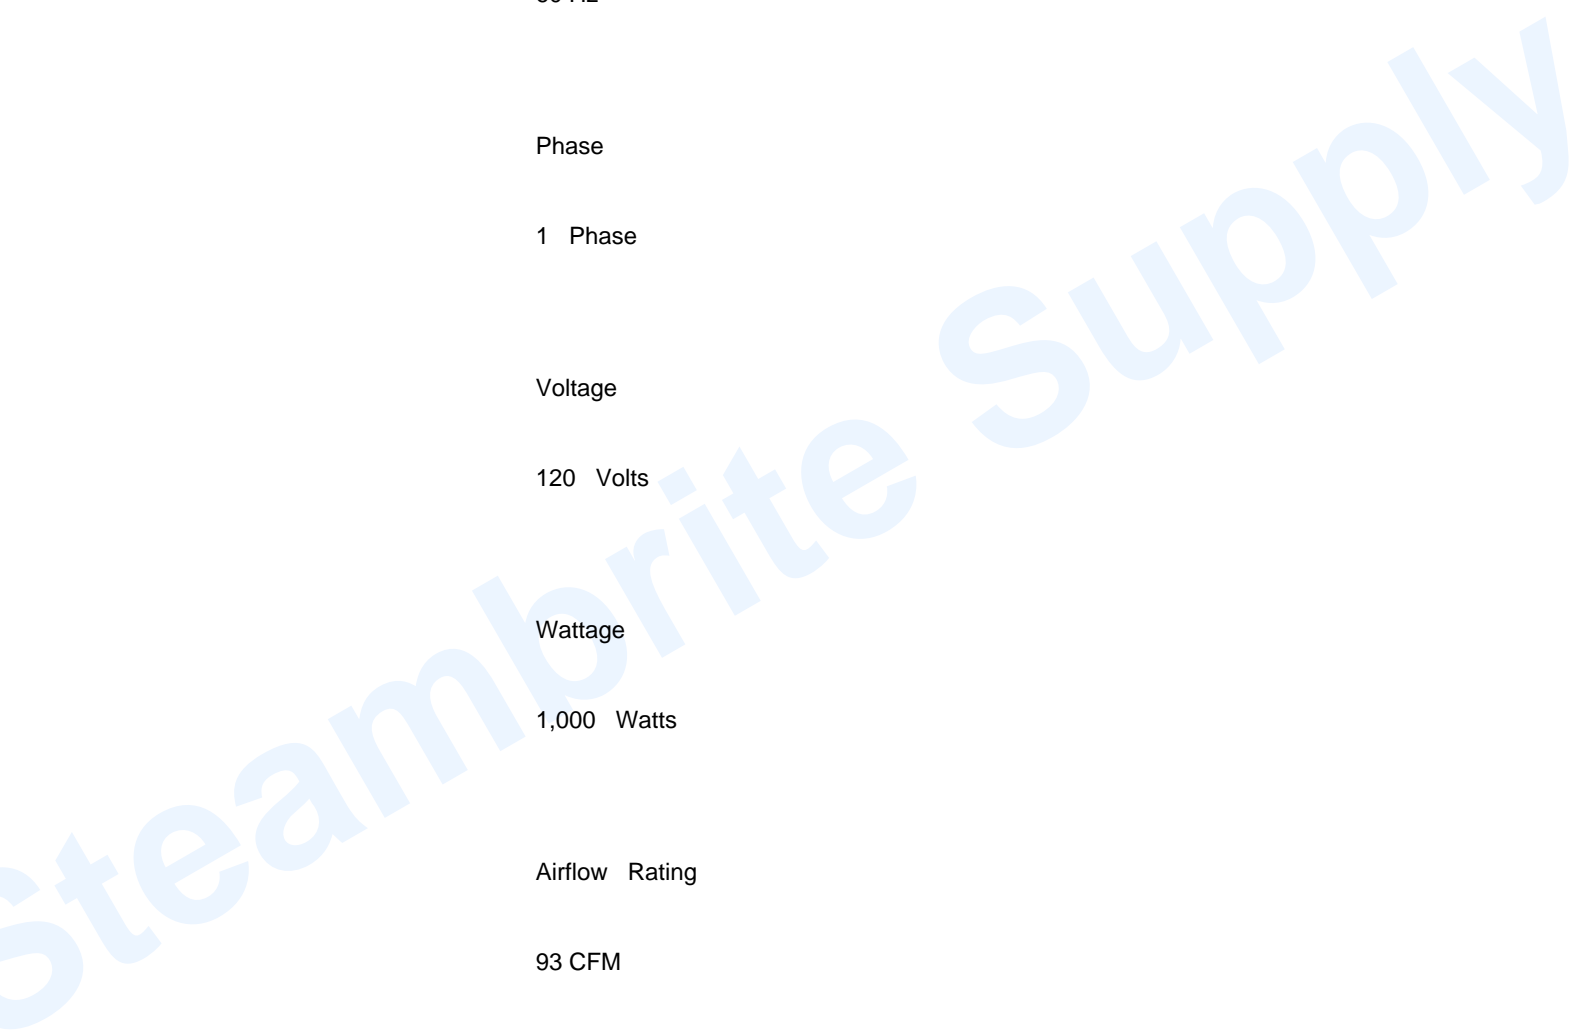 Phase
1 Phase
Voltage
120 Volts
Wattage
1,000 Watts
Airflow Rating
93 CFM
Steambrite Supply